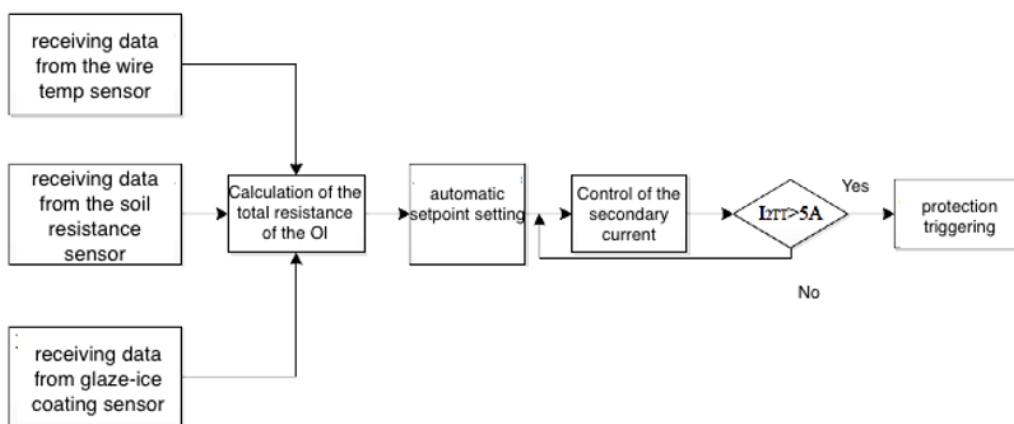 receiving data
from the wire
temp sensor
receiving data
from the soil
resistance
sensor
receiving data
from glaze-ice
coating sensor
Calculation of the
total resistance
of the OI
automatic
setpoint setting
Control of the
secondary
current
I2TT>5A
Yes
No
protection
triggering